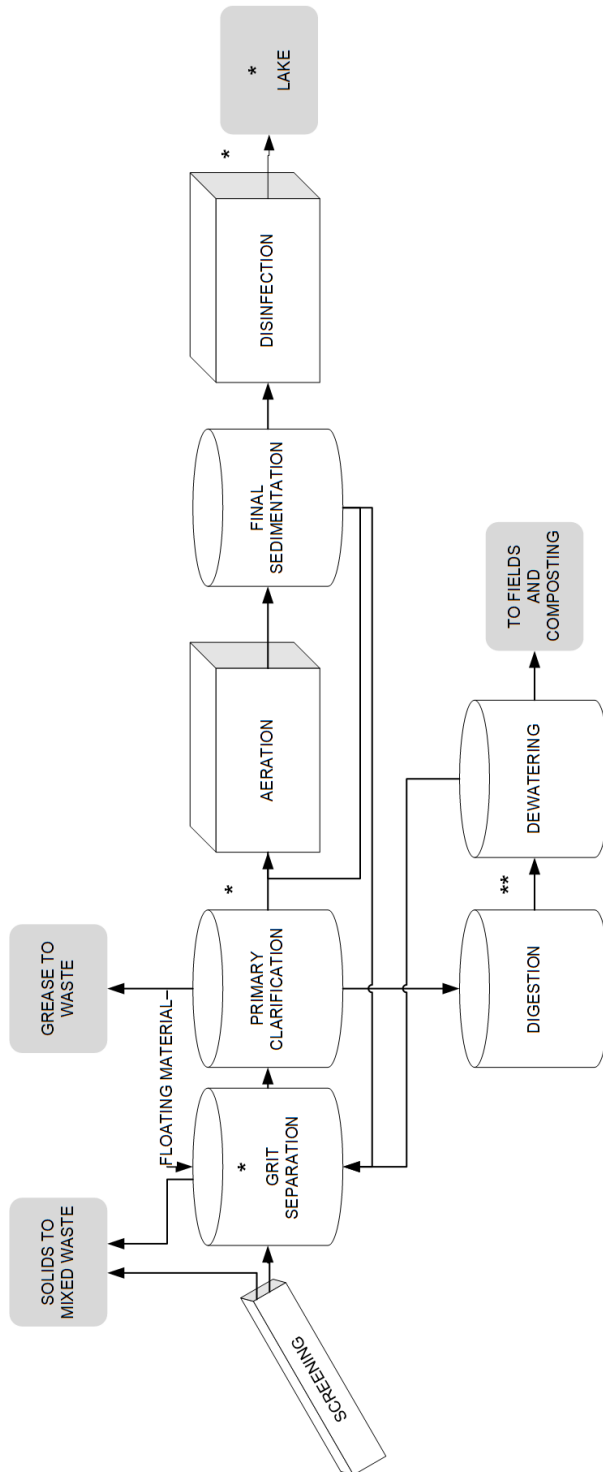 SCREENING
SOLIDS TO
MIXED WASTE
*
GRIT
SEPARATION
FLOATING MATERIAL
GREASE TO
WASTE
PRIMARY
CLARIFICATION
*
AERATION
FINAL
SEDIMENTATION
DISINFECTION
*
*
LAKE
DIGESTION
**
DEWATERING
TO FIELDS
AND
COMPOSTING